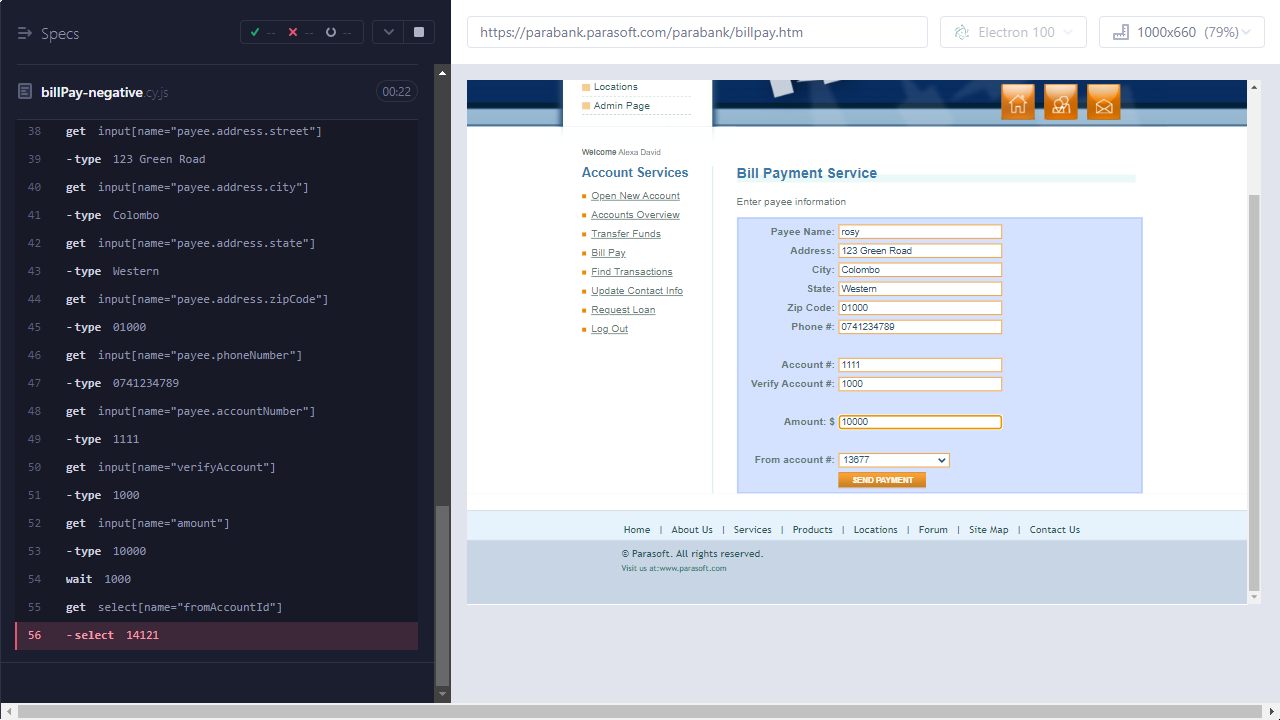 Specs
-- -- --
billPay-negative.cy.js 00:22
38 get input[name="payee.address.street"]
39 -type 123 Green Road
40 get input[name="payee.address.city"]
41 -type Colombo
42 get input[name="payee.address.state"]
43 -type Western
44 get input[name="payee.address.zipCode"]
45 -type 01000
46 get input[name="payee.phoneNumber"]
47 -type 0741234789
48 get input[name="payee.accountNumber"]
49 -type 1111
50 get input[name="verifyAccount"]
51 -type 1000
52 get input[name="amount"]
53 -type 10000
54 wait 1000
55 get select[name="fromAccountId"]
56 -select 14121
https://parabank.parasoft.com/parabank/billpay.htm
Electron 100
1000x660 (79%)
Locations
Admin Page
Welcome Alexa David
Account Services
Open New Account
Accounts Overview
Transfer Funds
Bill Pay
Find Transactions
Update Contact Info
Request Loan
Log Out
Bill Payment Service
Enter payee information
Payee Name: rosy
Address: 123 Green Road
City: Colombo
State: Western
Zip Code: 01000
Phone #: 0741234789
Account #: 1111
Verify Account #: 1000
Amount: $ 10000
From account #: 13677
SEND PAYMENT
Home | About Us | Services | Products | Locations | Forum | Site Map | Contact Us
© Parasoft. All rights reserved.
Visit us at:www.parasoft.com